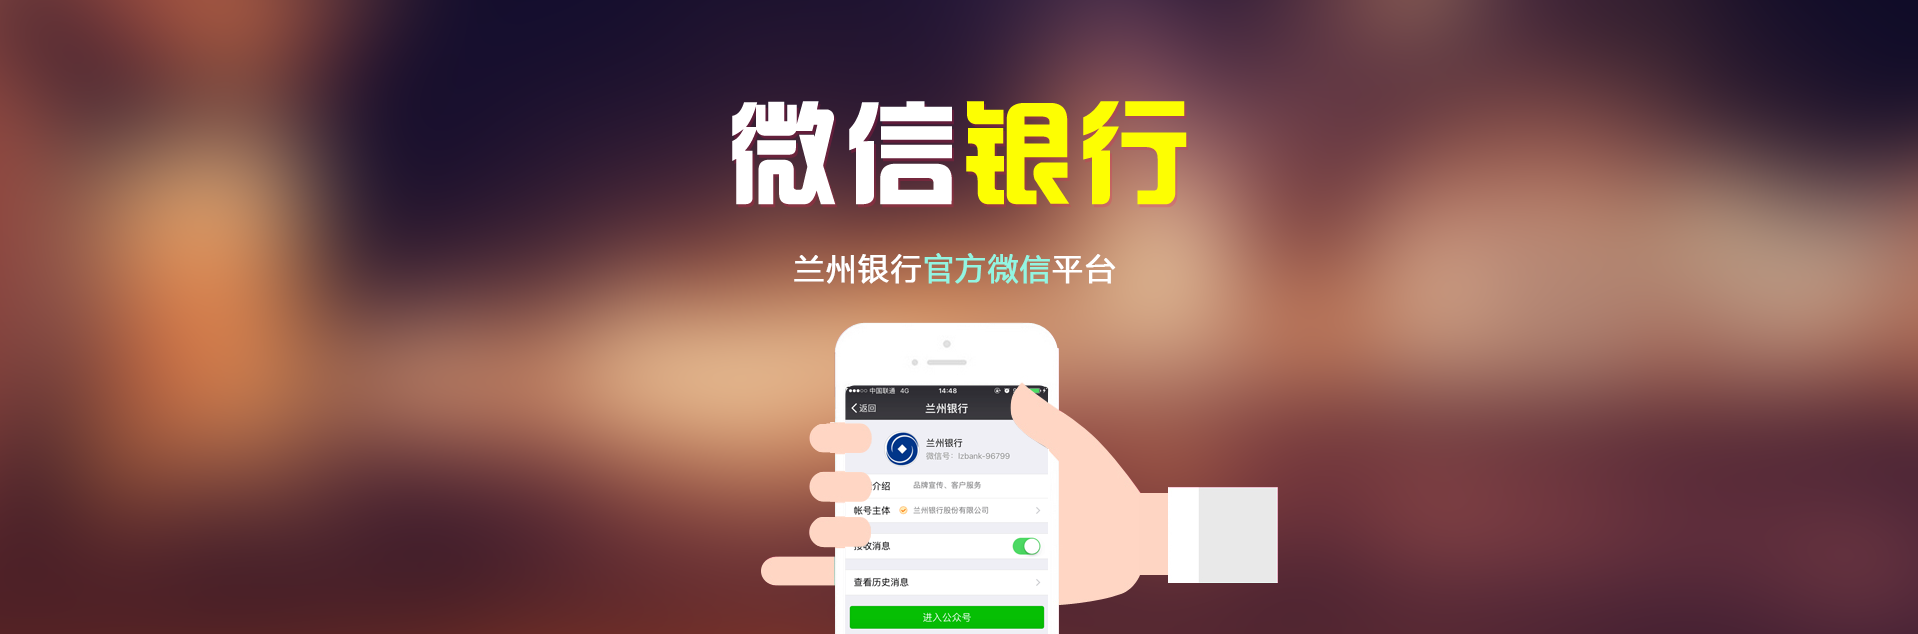 微信银行
兰州银行官方微信平台
中国联通 4G 14:48
返回 兰州银行
兰州银行
微信号: lzbank-96799
介绍 品牌宣传、客户服务
帐号主体 兰州银行股份有限公司
接收消息
查看历史消息
进入公众号